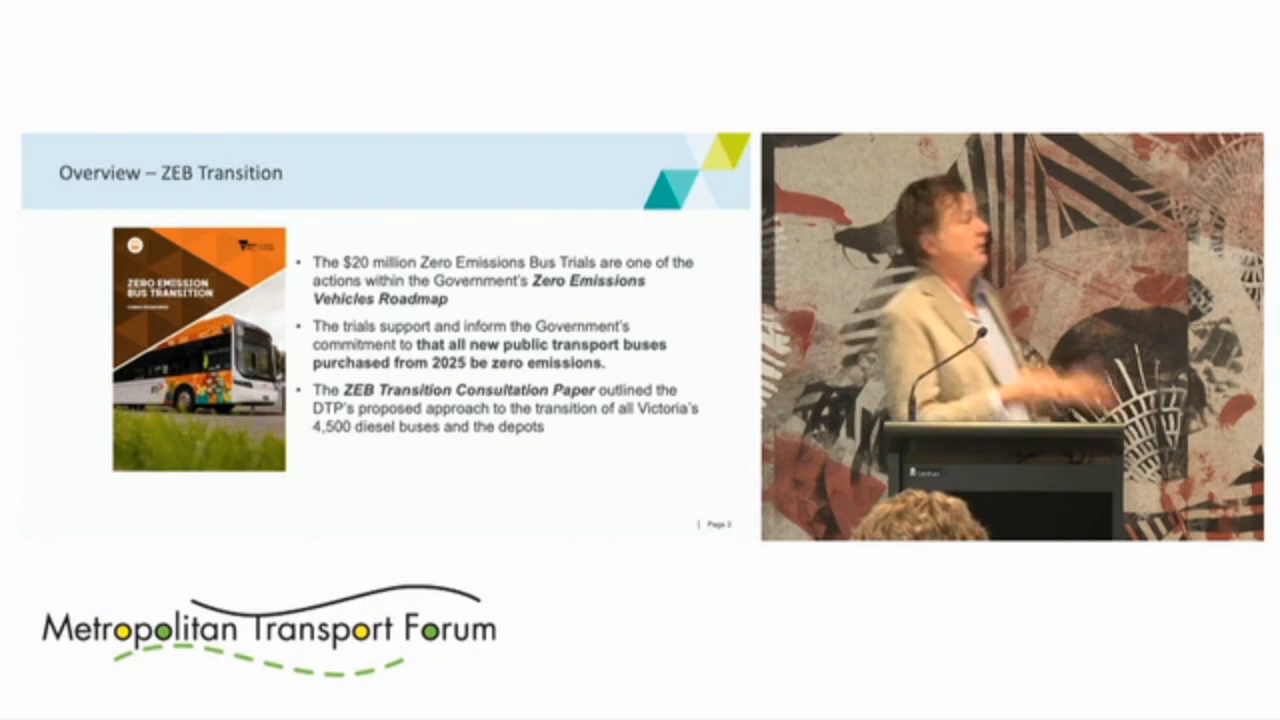 Overview – ZEB Transition
ZERO EMISSION
BUS TRANSITION
• The $20 million Zero Emissions Bus Trials are one of the
actions within the Government's Zero Emissions
Vehicles Roadmap
• The trials support and inform the Government's
commitment to that all new public transport buses
purchased from 2025 be zero emissions.
• The ZEB Transition Consultation Paper outlined the
DTP's proposed approach to the transition of all Victoria's
4,500 diesel buses and the depots
| Page 2
Metropolitan Transport Forum